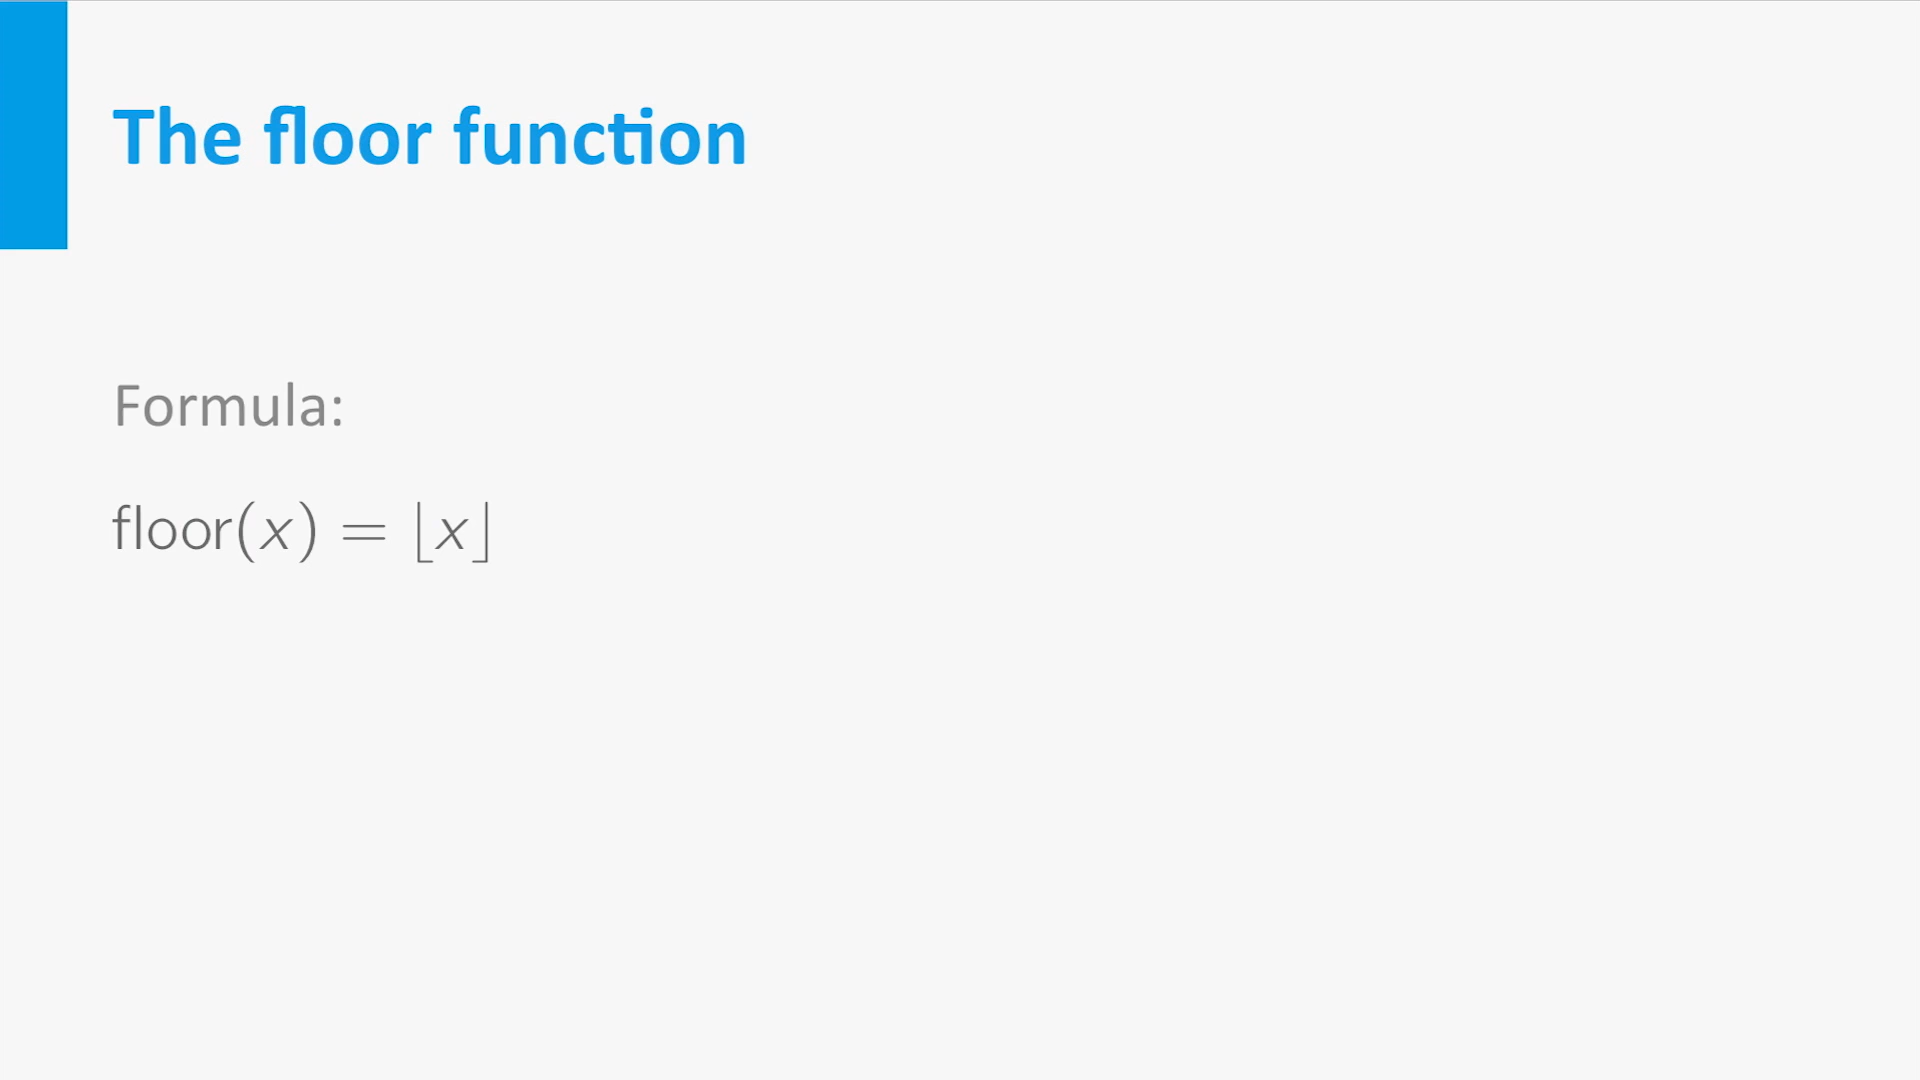 The floor function
Formula:
floor(x) = ⌊x⌋